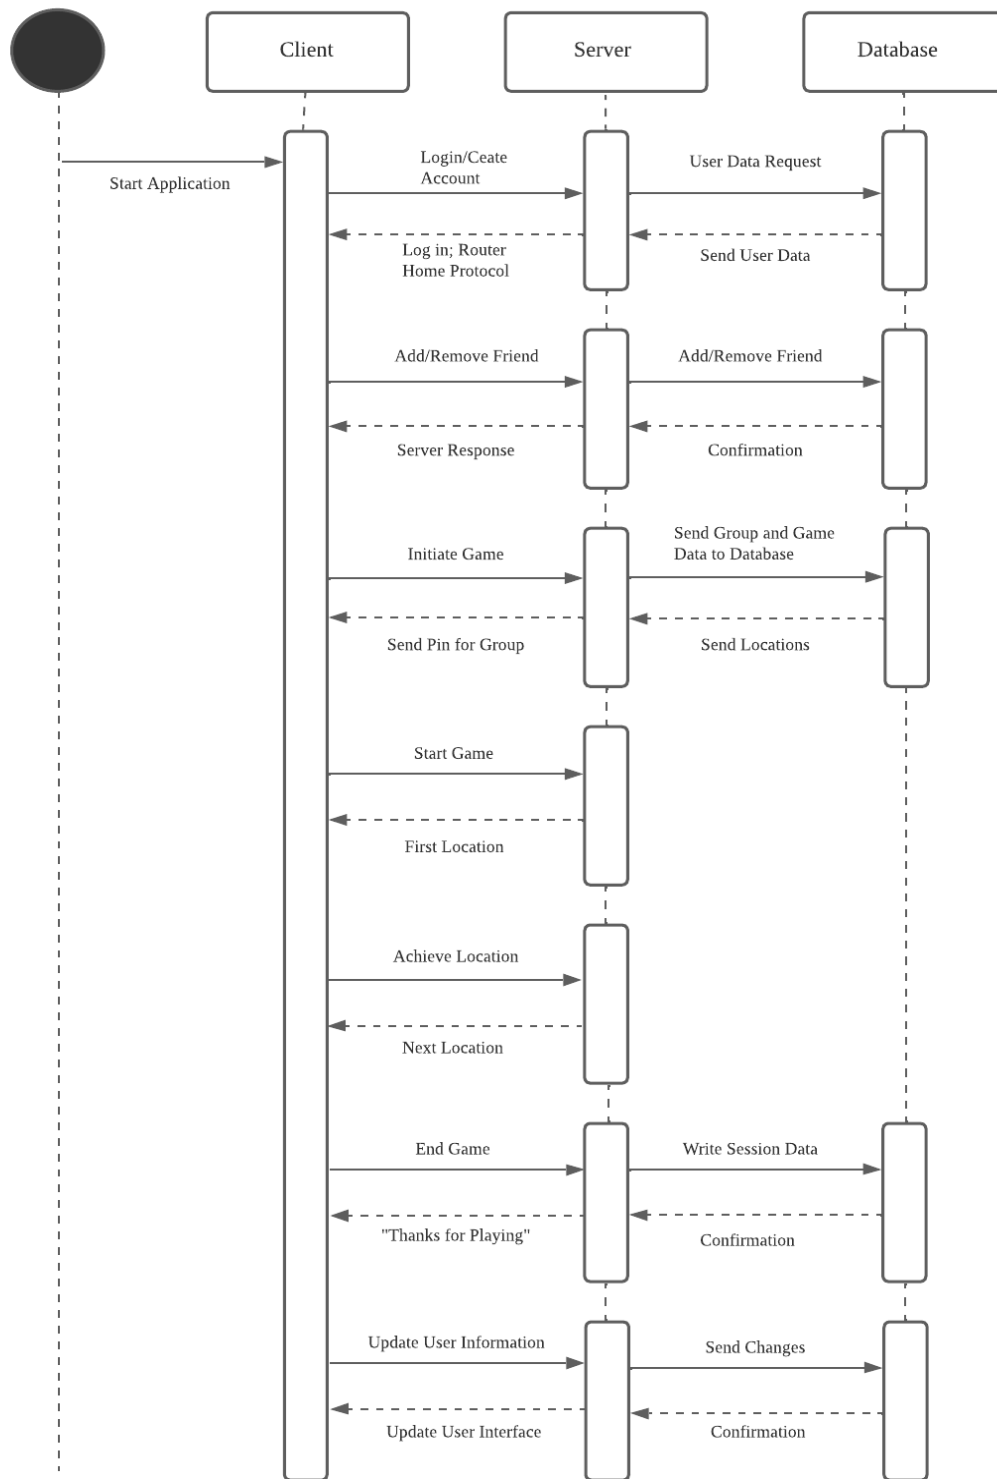 Client
Server
Database
Start Application
Login/Ceate
Account
User Data Request
Log in; Router
Home Protocol
Send User Data
Add/Remove Friend
Add/Remove Friend
Server Response
Confirmation
Initiate Game
Send Group and Game
Data to Database
Send Pin for Group
Send Locations
Start Game
First Location
Achieve Location
Next Location
End Game
Write Session Data
"Thanks for Playing"
Confirmation
Update User Information
Send Changes
Update User Interface
Confirmation